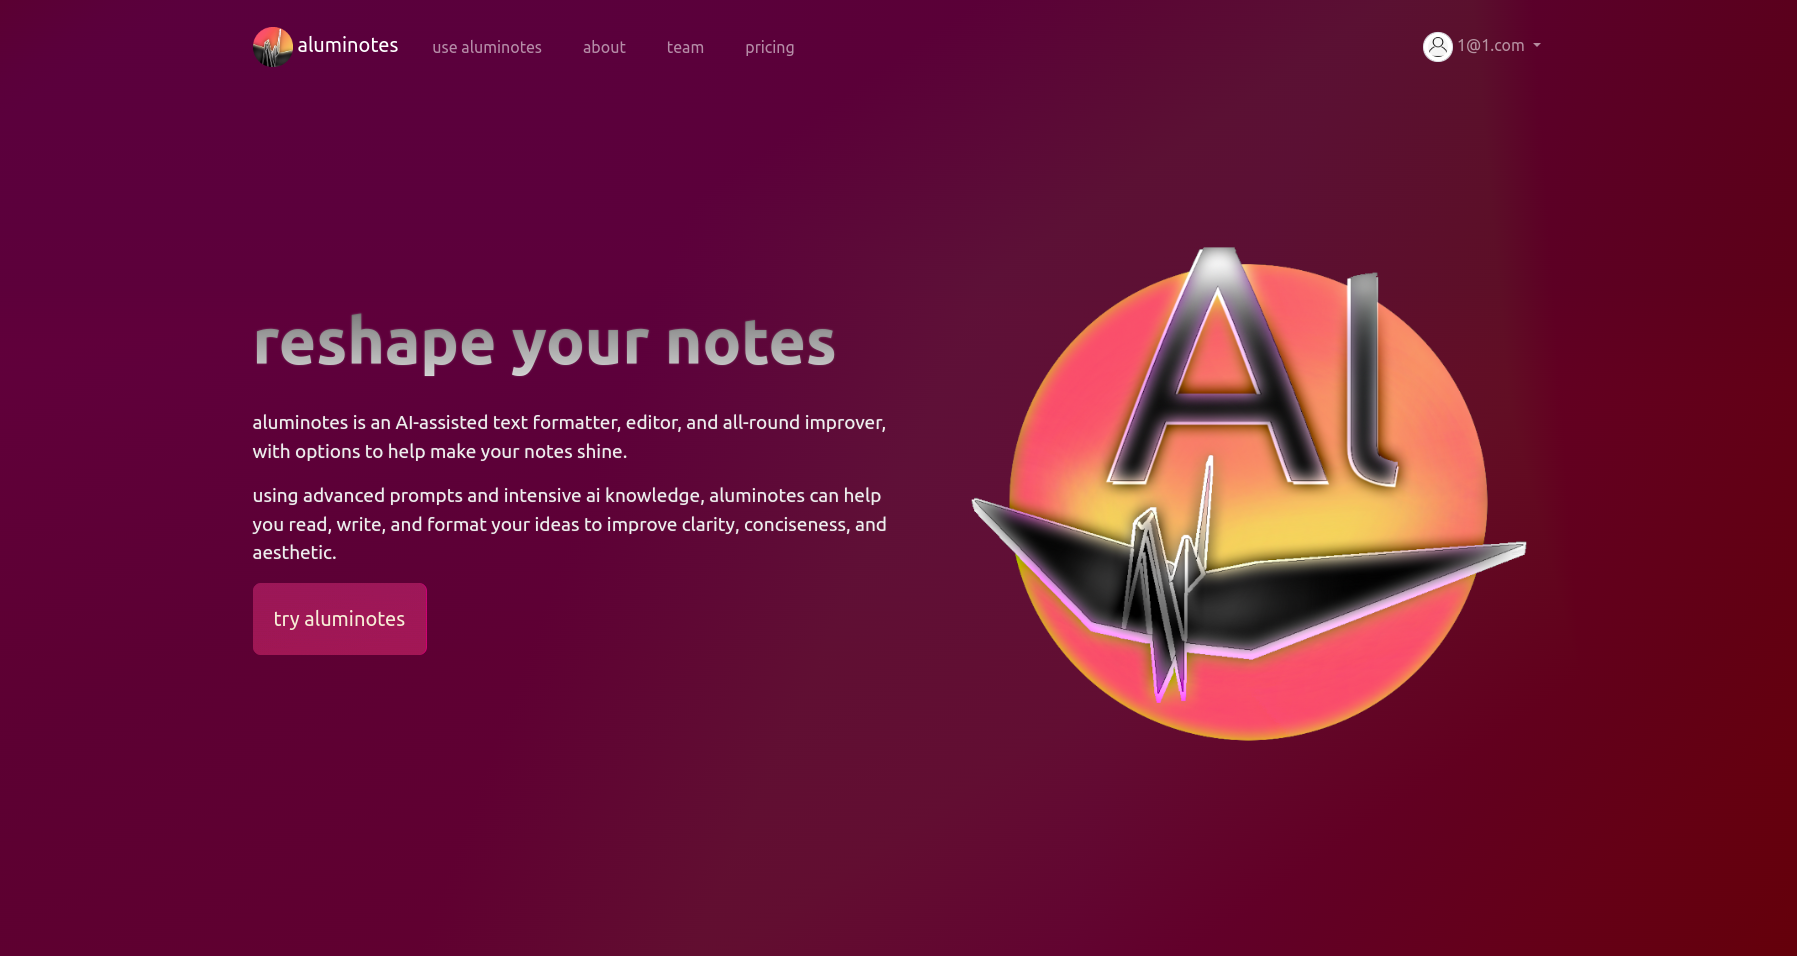 aluminotes use aluminotes about team pricing 1@1.com
Al
reshape your notes
aluminotes is an AI-assisted text formatter, editor, and all-round improver,
with options to help make your notes shine.
using advanced prompts and intensive ai knowledge, aluminotes can help
you read, write, and format your ideas to improve clarity, conciseness, and
aesthetic.
try aluminotes